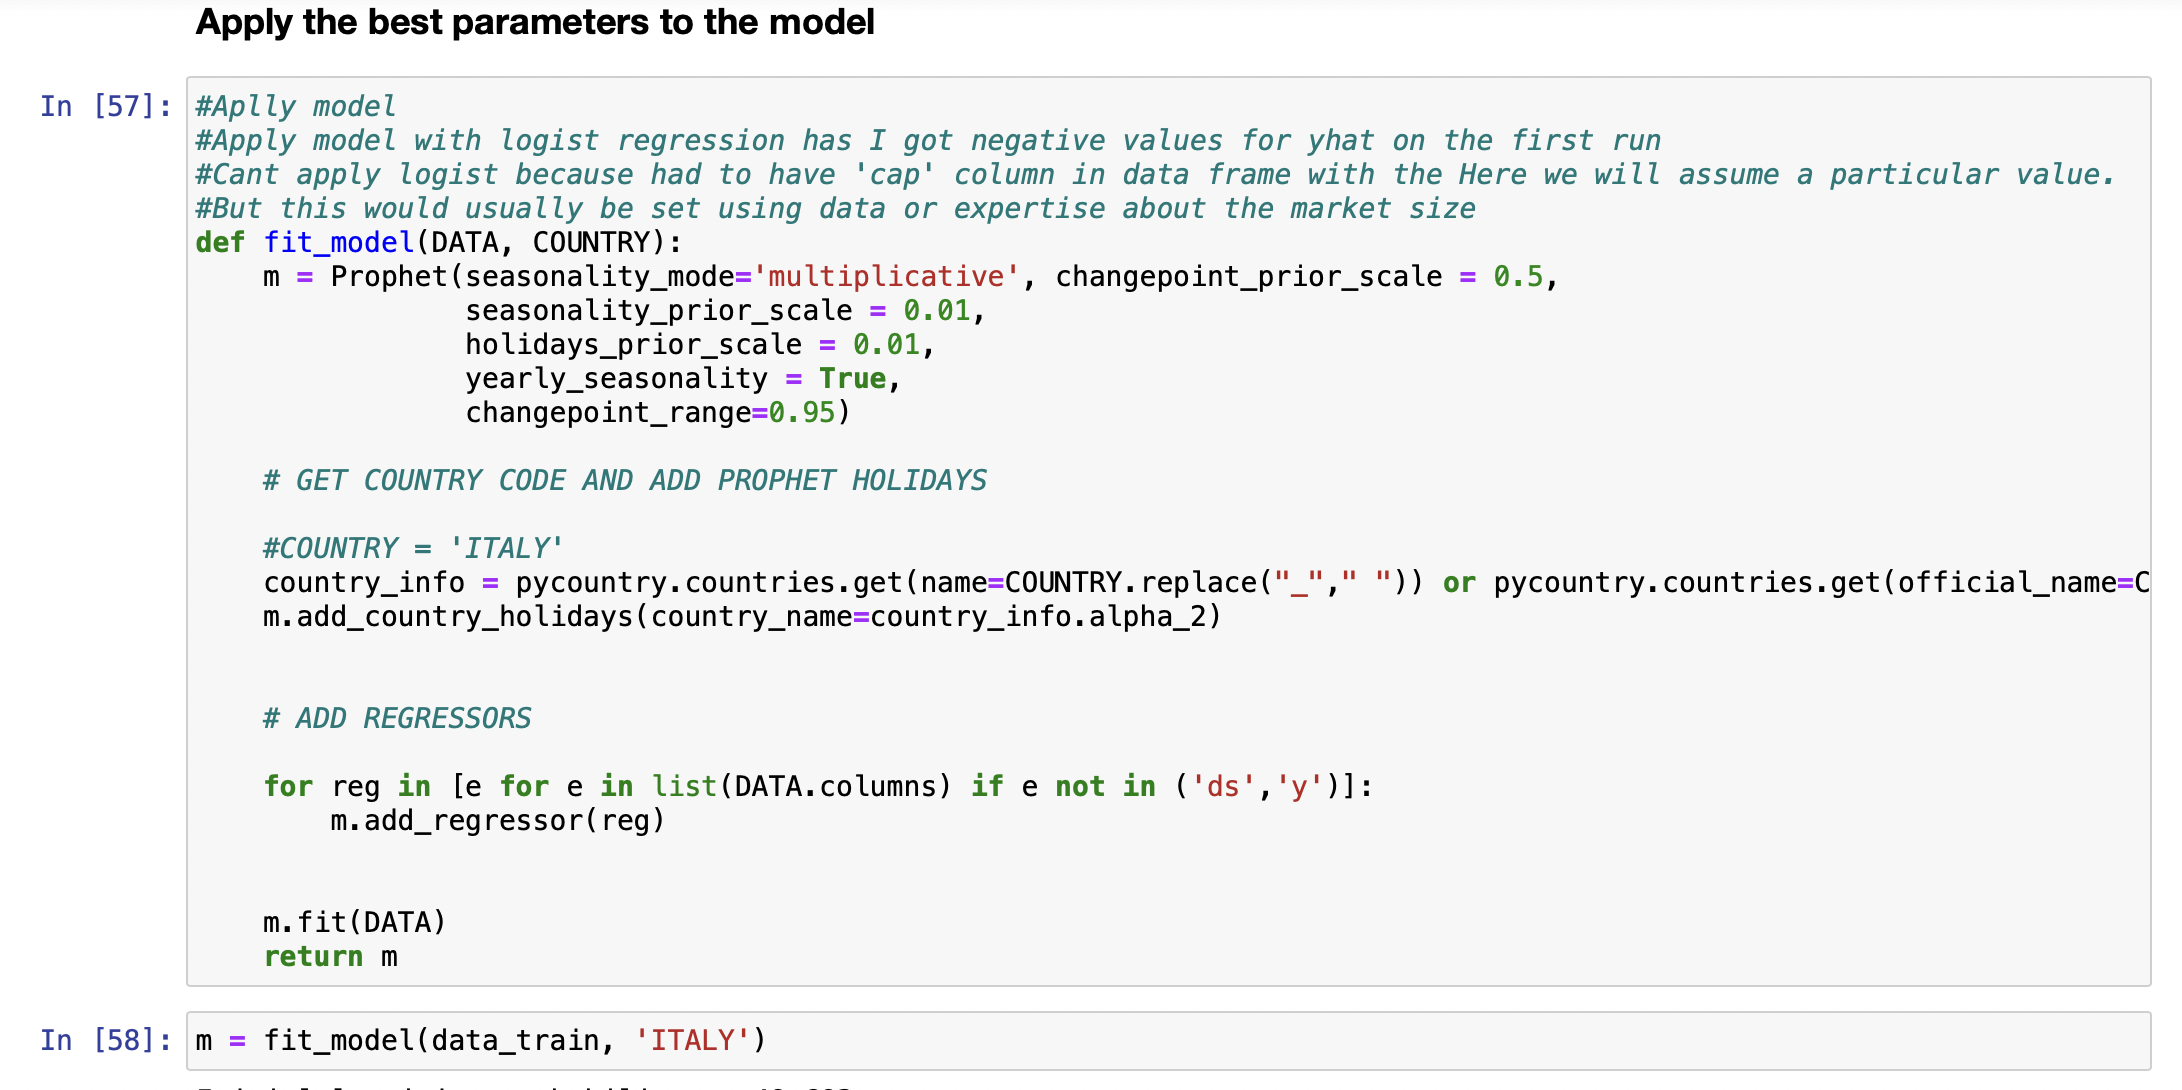 Apply the best parameters to the model
In [57]:
#Aplly model
#Apply model with logist regression has I got negative values for yhat on the first run
#Cant apply logist because had to have 'cap' column in data frame with the Here we will assume a particular value.
#But this would usually be set using data or expertise about the market size
def fit_model(DATA, COUNTRY):
    m = Prophet(seasonality_mode='multiplicative', changepoint_prior_scale = 0.5,
                seasonality_prior_scale = 0.01,
                holidays_prior_scale = 0.01,
                yearly_seasonality = True,
                changepoint_range=0.95)
    # GET COUNTRY CODE AND ADD PROPHET HOLIDAYS
    #COUNTRY = 'ITALY'
    country_info = pycountry.countries.get(name=COUNTRY.replace("_"," ")) or pycountry.countries.get(official_name=C
    m.add_country_holidays(country_name=country_info.alpha_2)
    # ADD REGRESSORS
    for reg in [e for e in list(DATA.columns) if e not in ('ds','y')]:
        m.add_regressor(reg)
    m.fit(DATA)
    return m
In [58]:
m = fit_model(data_train, 'ITALY')